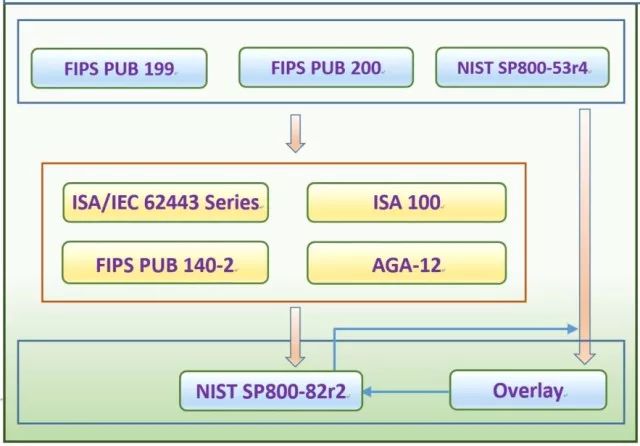 FIPS PUB 199
FIPS PUB 200
NIST SP800-53r4
ISA/IEC 62443 Series
ISA 100
FIPS PUB 140-2
AGA-12
NIST SP800-82r2
Overlay